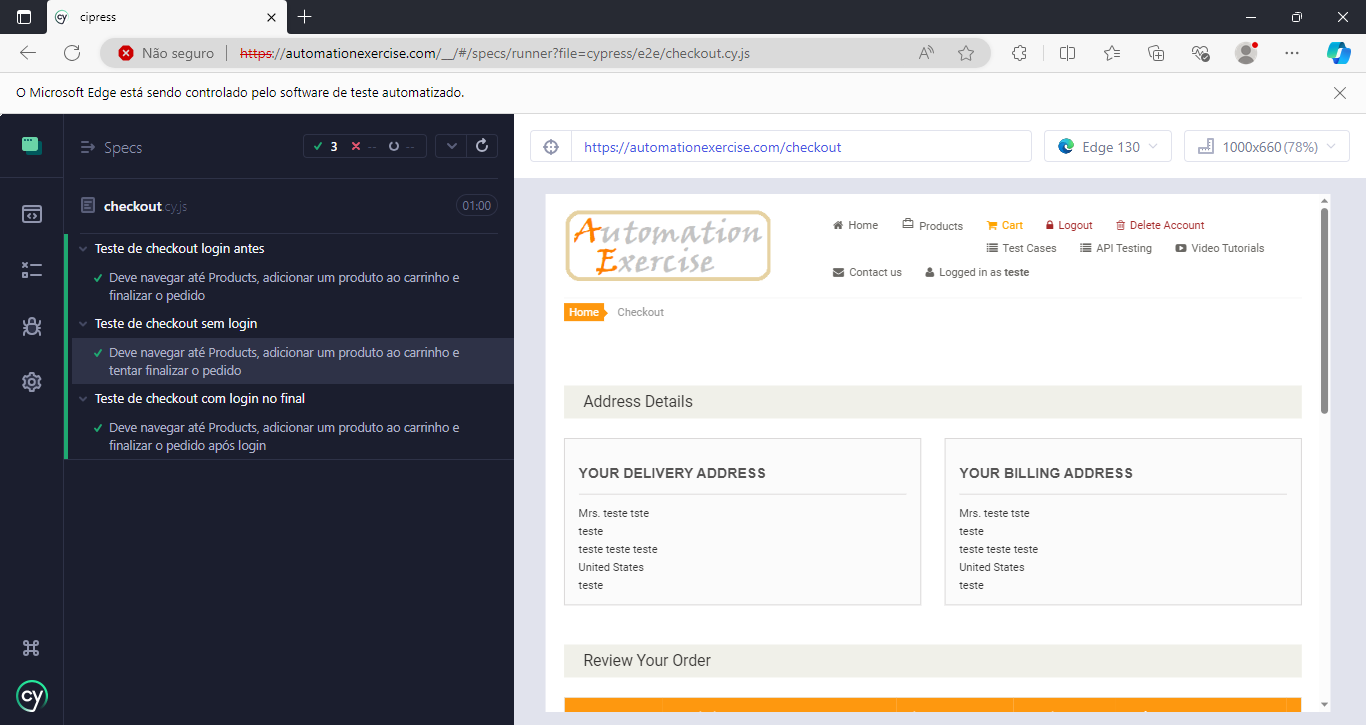 cipress
Não seguro
https://automationexercise.com/__/#/specs/runner?file=cypress/e2e/checkout.cy.js
O Microsoft Edge está sendo controlado pelo software de teste automatizado.
Specs
3 -- --
checkout.cy.js
01:00
Teste de checkout login antes
Deve navegar até Products, adicionar um produto ao carrinho e
finalizar o pedido
Teste de checkout sem login
Deve navegar até Products, adicionar um produto ao carrinho e
tentar finalizar o pedido
Teste de checkout com login no final
Deve navegar até Products, adicionar um produto ao carrinho e
finalizar o pedido após login
cy
https://automationexercise.com/checkout
Edge 130
1000x660 (78%)
Automation
Exercise
Home Products Cart Logout Delete Account
Test Cases API Testing Video Tutorials
Contact us Logged in as teste
Home Checkout
Address Details
YOUR DELIVERY ADDRESS
Mrs. teste tste
teste
teste teste teste
United States
teste
YOUR BILLING ADDRESS
Mrs. teste tste
teste
teste teste teste
United States
teste
Review Your Order